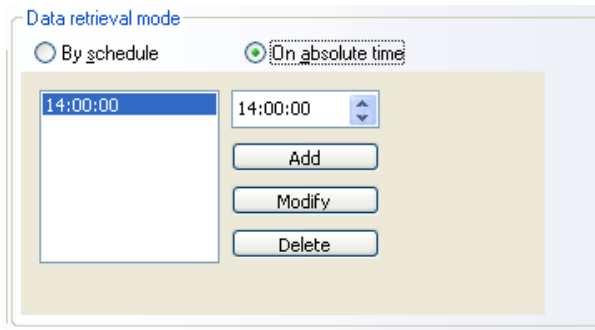 Data retrieval mode
By schedule
On absolute time
14:00:00
14:00:00
Add
Modify
Delete